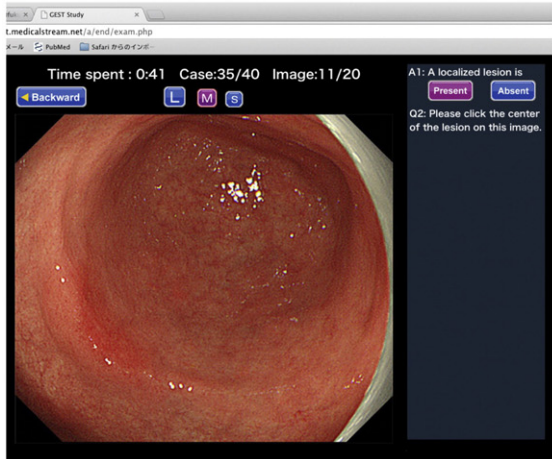 GEST Study
t.medicalstream.net/a/end/exam.php
メール PubMed Safari からのインポ
Time spent : 0:41 Case:35/40 Image:11/20
Backward L M S
A1: A localized lesion is
Present Absent
Q2: Please click the center
of the lesion on this image.